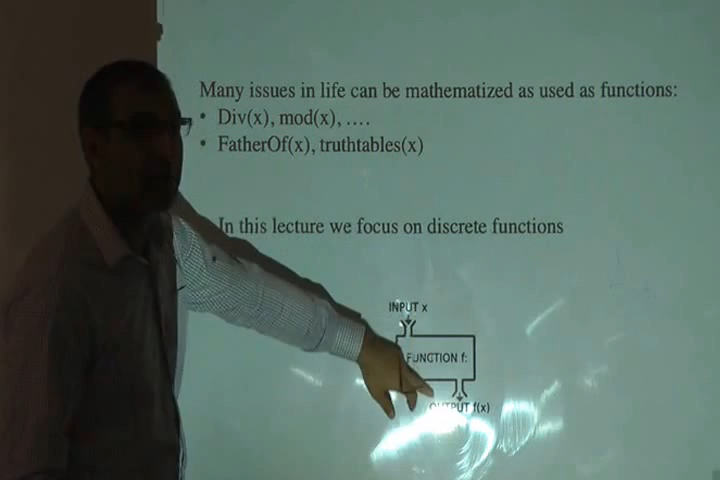 Many issues in life can be mathematized as used as functions:
• Div(x), mod(x), ….
• FatherOf(x), truthtables(x)
In this lecture we focus on discrete functions
INPUT x
FUNCTION f:
OUTPUT f(x)